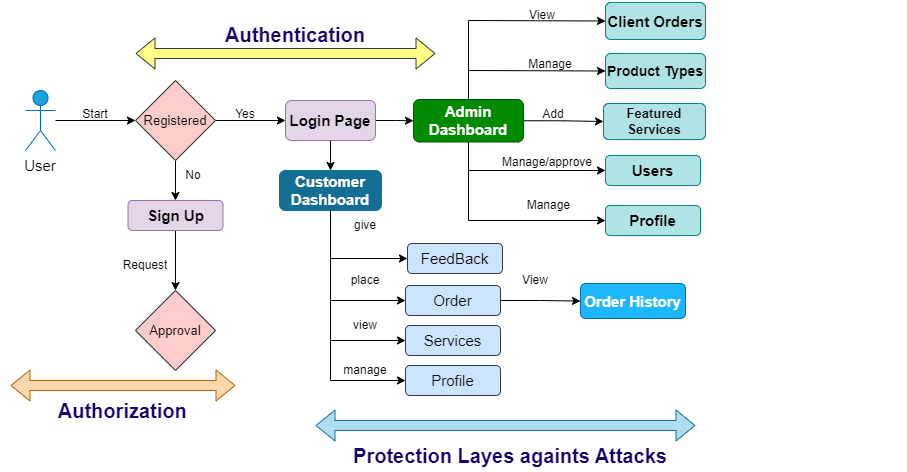 View
Client Orders
Authentication
Manage
Product Types
Start
Registered
Yes
Login Page
Admin
Dashboard
Add
Featured
Services
User
No
Manage/approve
Users
Customer
Dashboard
Sign Up
Manage
Profile
give
FeedBack
Request
place
Order
View
Order History
Approval
view
Services
manage
Profile
Authorization
Protection Layes againts Attacks